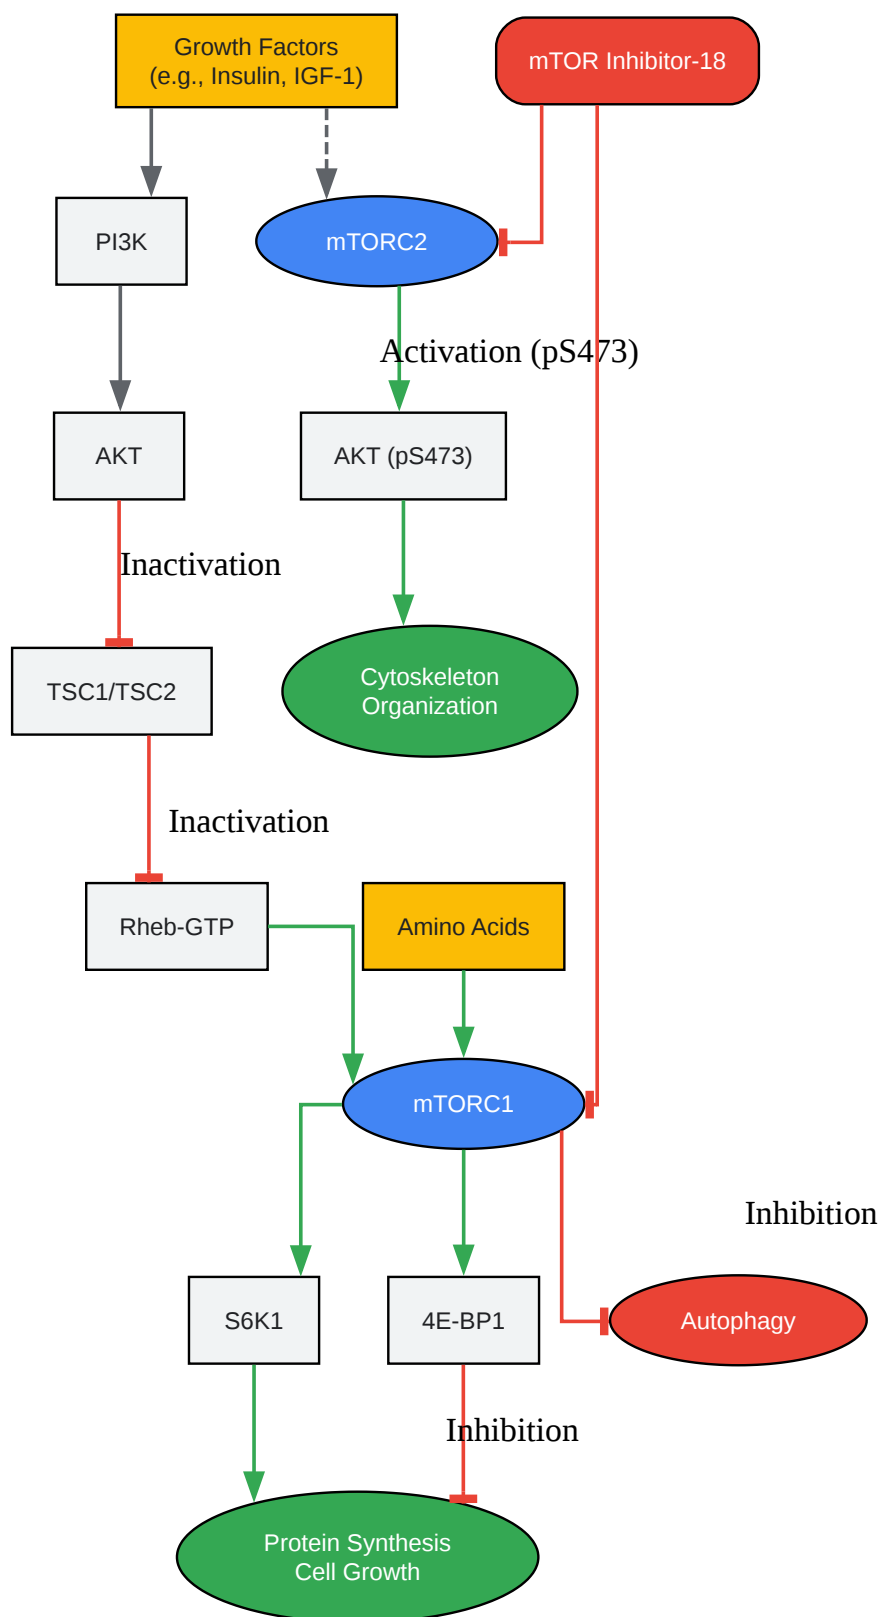 Growth Factors
(e.g., Insulin, IGF-1)
mTOR Inhibitor-18
PI3K
mTORC2
Activation (pS473)
AKT
AKT (pS473)
Inactivation
TSC1/TSC2
Cytoskeleton
Organization
Inactivation
Rheb-GTP
Amino Acids
mTORC1
Inhibition
S6K1
4E-BP1
Autophagy
Inhibition
Protein Synthesis
Cell Growth